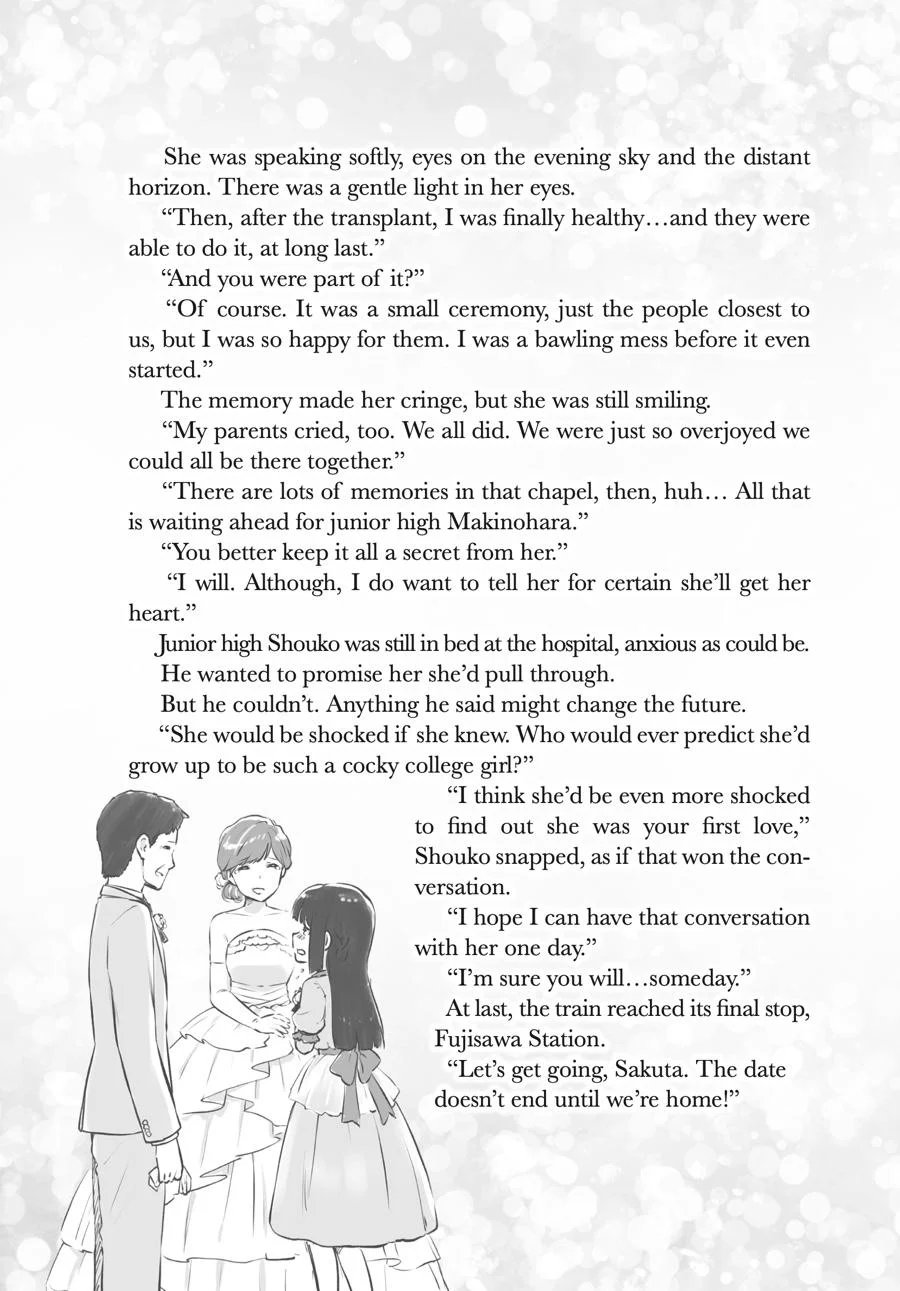 She was speaking softly, eyes on the evening sky and the distant
horizon. There was a gentle light in her eyes.
“Then, after the transplant, I was finally healthy…and they were
able to do it, at long last.”
“And you were part of it?”
“Of course. It was a small ceremony, just the people closest to
us, but I was so happy for them. I was a bawling mess before it even
started.”
The memory made her cringe, but she was still smiling.
“My parents cried, too. We all did. We were just so overjoyed we
could all be there together.”
“There are lots of memories in that chapel, then, huh… All that
is waiting ahead for junior high Makinohara.”
“You better keep it all a secret from her.”
“I will. Although, I do want to tell her for certain she’ll get her
heart.”
Junior high Shouko was still in bed at the hospital, anxious as could be.
He wanted to promise her she’d pull through.
But he couldn’t. Anything he said might change the future.
“She would be shocked if she knew. Who would ever predict she’d
grow up to be such a cocky college girl?”
“I think she’d be even more shocked
to find out she was your first love,”
Shouko snapped, as if that won the con-
versation.
“I hope I can have that conversation
with her one day.”
“I’m sure you will…someday.”
At last, the train reached its final stop,
Fujisawa Station.
“Let’s get going, Sakuta. The date
doesn’t end until we’re home!”